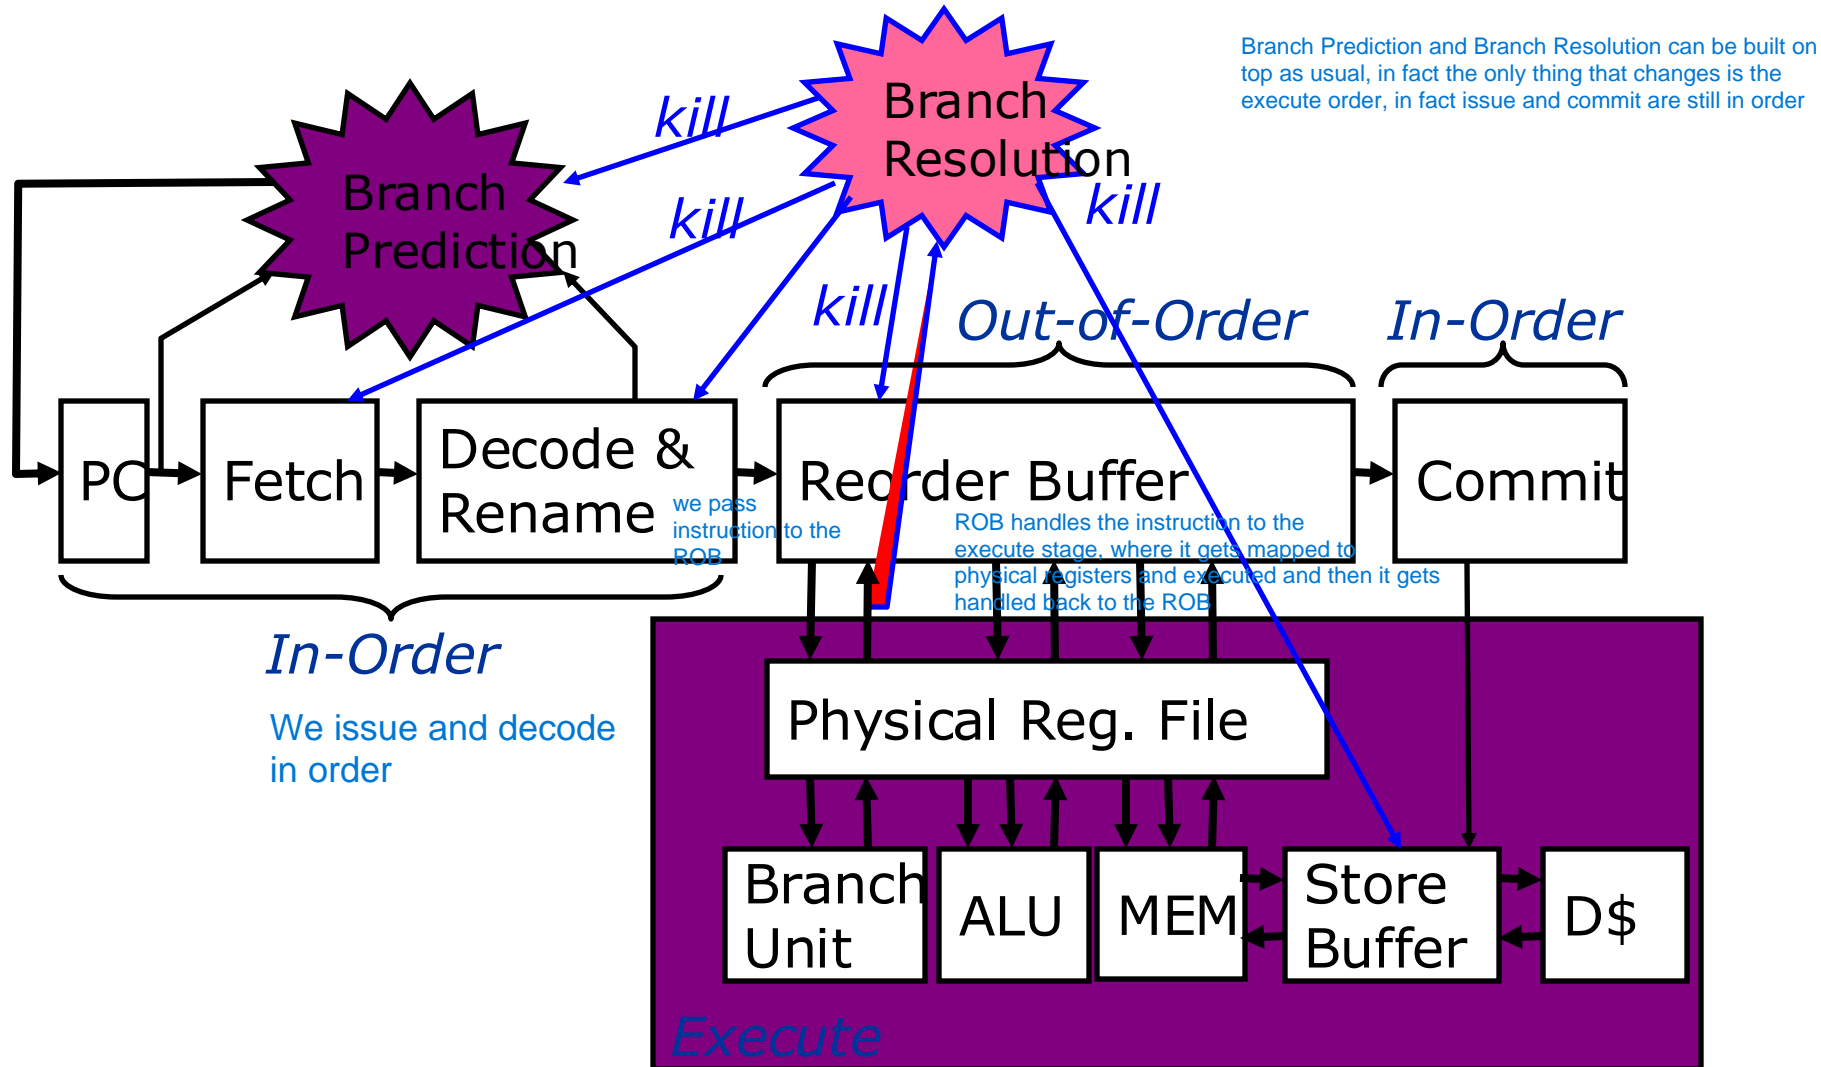 Branch Prediction and Branch Resolution can be built on
top as usual, in fact the only thing that changes is the
execute order, in fact issue and commit are still in order
Branch
Resolution
kill
kill
kill
kill
Branch
Prediction
Out-of-Order
In-Order
PC
Fetch
Decode &
Rename
we pass
instruction to the
ROB
Reorder Buffer
ROB handles the instruction to the
execute stage, where it gets mapped to
physical registers and executed and then it gets
handled back to the ROB
Commit
In-Order
We issue and decode
in order
Physical Reg. File
Branch
Unit
ALU
MEM
Store
Buffer
D$
Execute